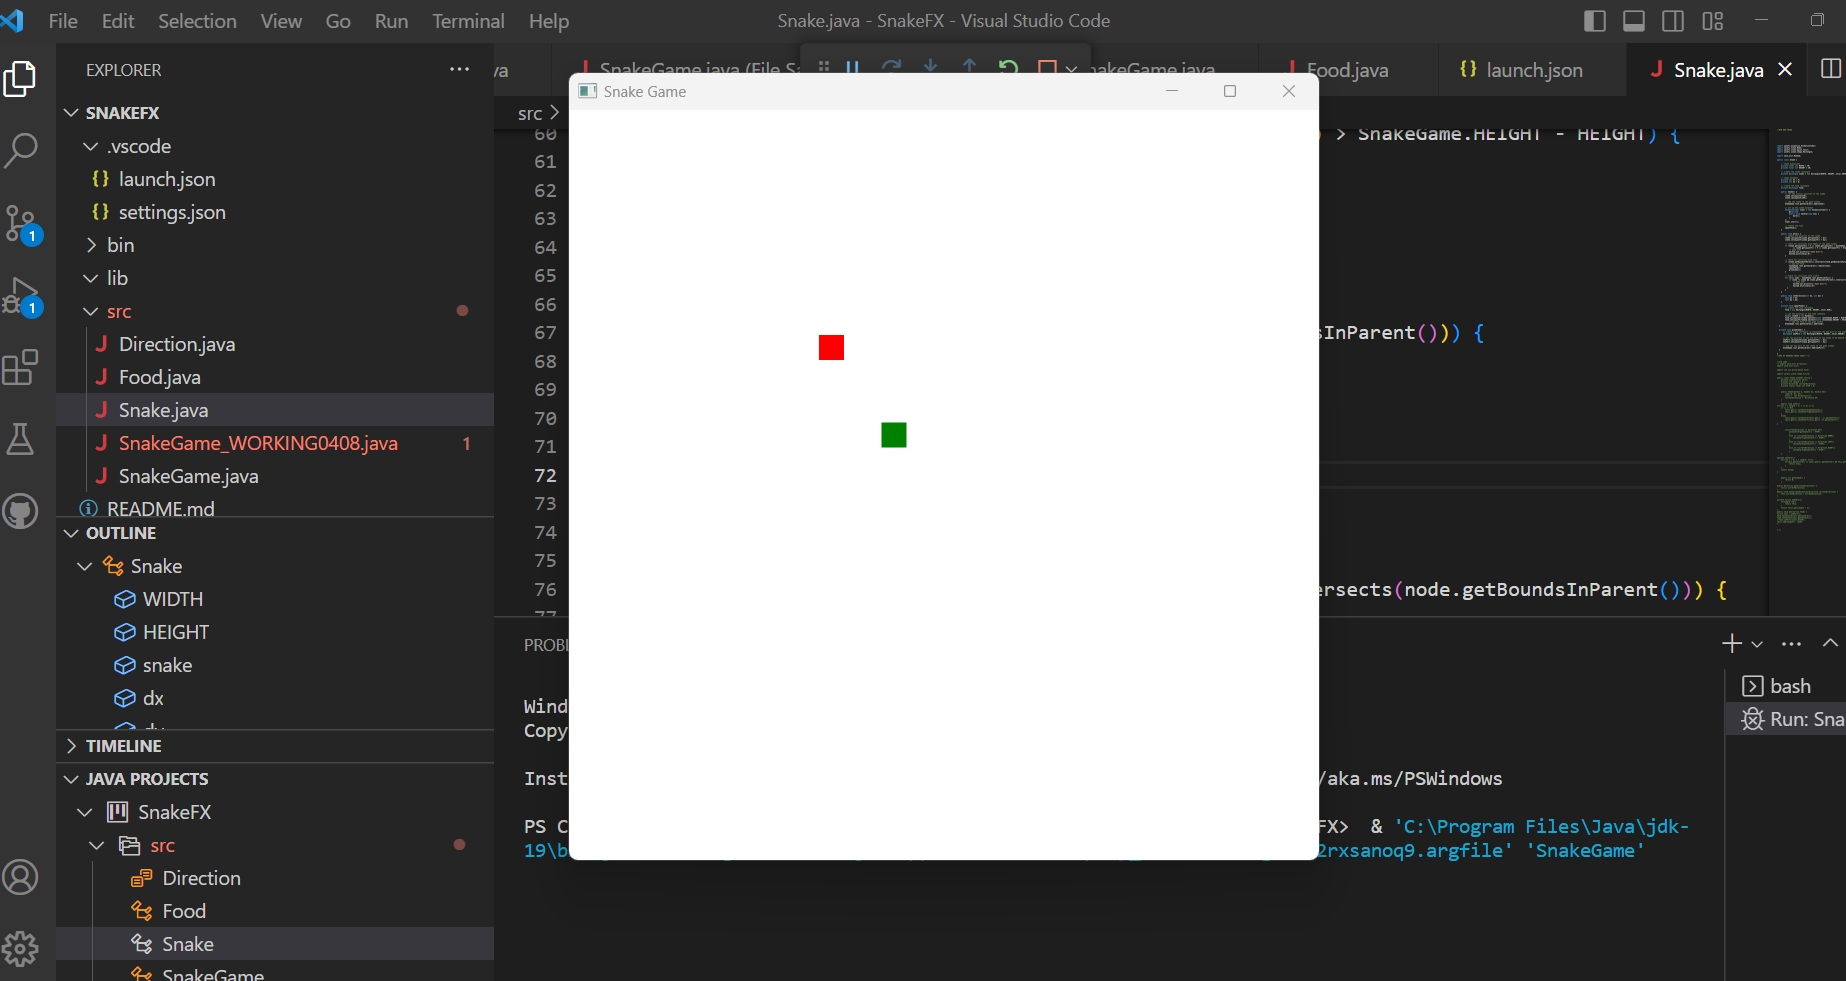 File Edit Selection View Go Run Terminal Help
Snake.java - SnakeFX - Visual Studio Code
EXPLORER
SNAKEFX
.vscode
{} launch.json
{} settings.json
bin
lib
src
J Direction.java
J Food.java
J Snake.java
J SnakeGame_WORKING0408.java 1
J SnakeGame.java
README.md
OUTLINE
Snake
WIDTH
HEIGHT
snake
dx
dy
TIMELINE
JAVA PROJECTS
SnakeFX
src
Direction
Food
Snake
SnakeGame
1
1
SnakeGame.java (File
Food.java
{} launch.json
J Snake.java
Snake Game
src
60 > SnakeGame.HEIGHT - HEIGHT) {
61
62
63
64
65
66
67 sInParent())) {
68
69
70
71
72
73
74
75
76 ersects(node.getBoundsInParent())) {
77
PROBL
Wind
Copy
Inst /aka.ms/PSWindows
PS C FX> & 'C:\Program Files\Java\jdk-
19\b 2rxsanoq9.argfile' 'SnakeGame'
bash
Run: Sna